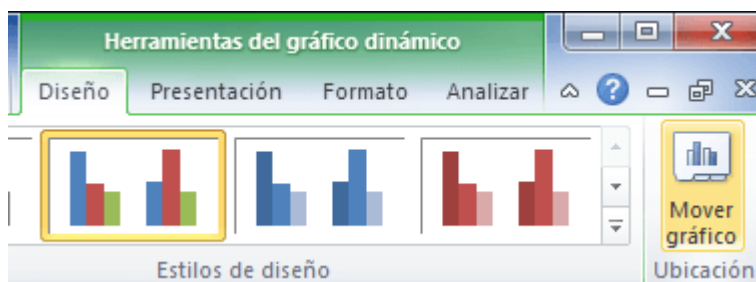 Herramientas del gráfico dinámico
Diseño Presentación Formato Analizar
Mover
gráfico
Estilos de diseño Ubicación